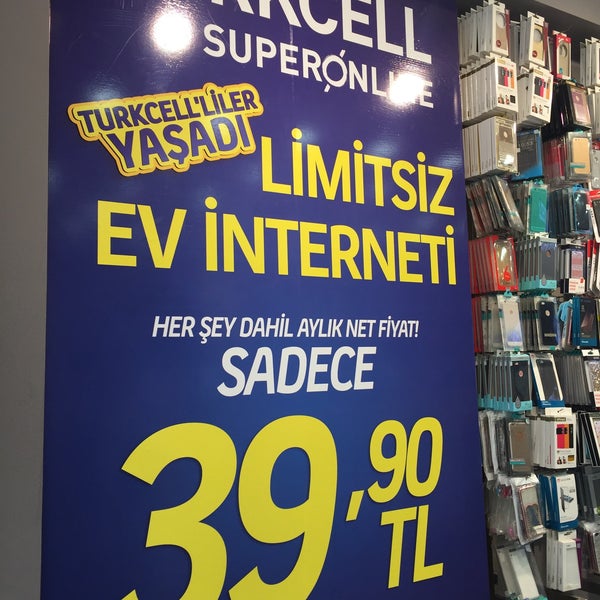 RKCELL
SUPERONLINE
TURKCELL'LİLER
YAŞADI
LİMİTSİZ
EV İNTERNETİ
HER ŞEY DAHİL AYLIK NET FİYAT!
SADECE
39,90
TL